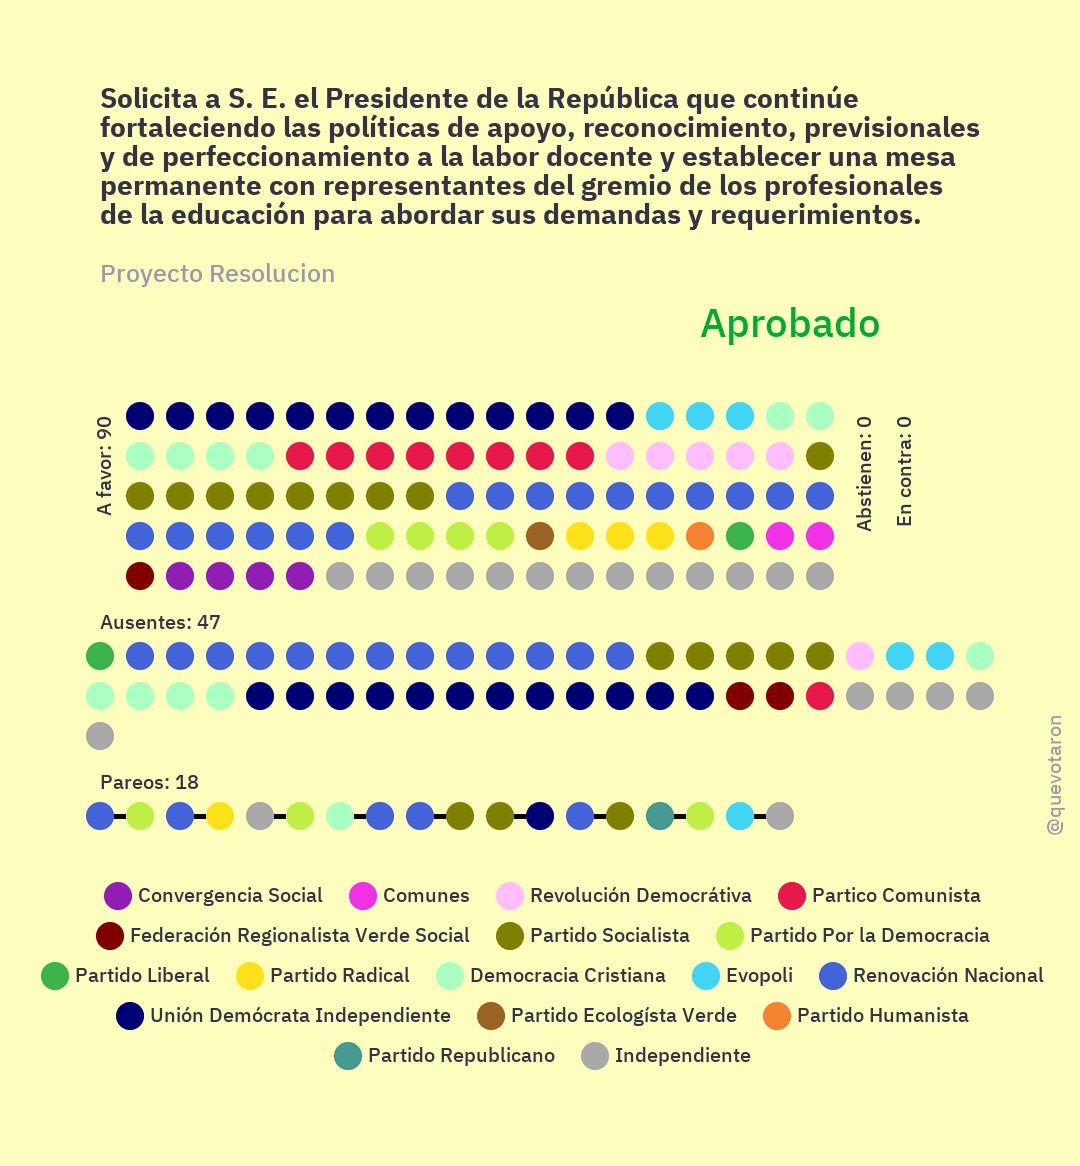 Solicita a S. E. el Presidente de la República que continúe
fortaleciendo las políticas de apoyo, reconocimiento, previsionales
y de perfeccionamiento a la labor docente y establecer una mesa
permanente con representantes del gremio de los profesionales
de la educación para abordar sus demandas y requerimientos.
Proyecto Resolucion
Aprobado
A favor: 90
Abstienen: 0
En contra: 0
Ausentes: 47
Pareos: 18
@quevotaron
Convergencia Social Comunes Revolución Democrátiva Partico Comunista
Federación Regionalista Verde Social Partido Socialista Partido Por la Democracia
Partido Liberal Partido Radical Democracia Cristiana Evopoli Renovación Nacional
Unión Demócrata Independiente Partido Ecologísta Verde Partido Humanista
Partido Republicano Independiente